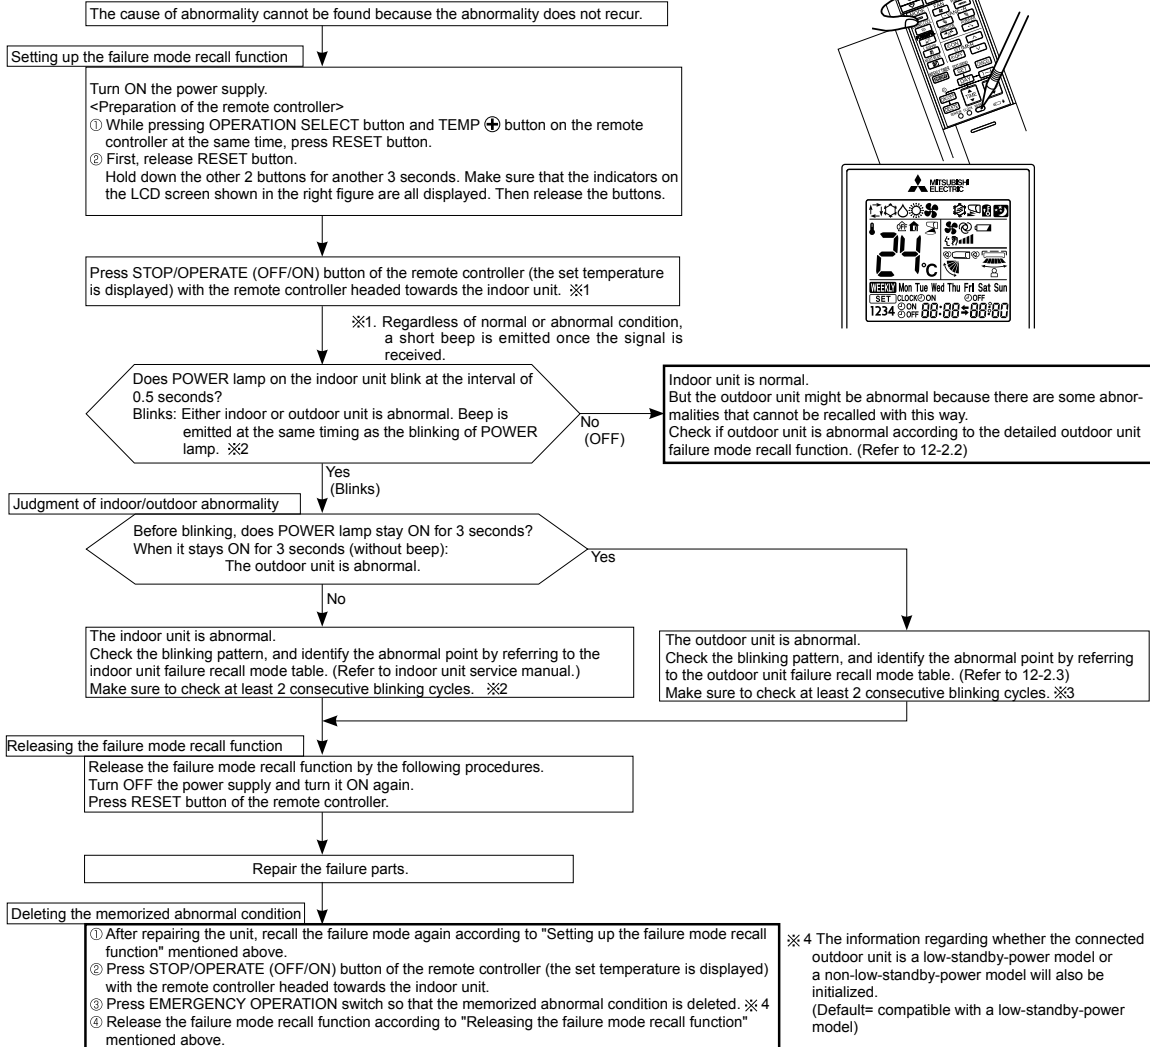 The cause of abnormality cannot be found because the abnormality does not recur.
Setting up the failure mode recall function
Turn ON the power supply.
<Preparation of the remote controller>
① While pressing OPERATION SELECT button and TEMP ⊕ button on the remote
controller at the same time, press RESET button.
② First, release RESET button.
Hold down the other 2 buttons for another 3 seconds. Make sure that the indicators on
the LCD screen shown in the right figure are all displayed. Then release the buttons.
MITSUBISHI
ELECTRIC
24°C
WEEKLY Mon Tue Wed Thu Fri Sat Sun
SET CLOCK ON OFF
1234 ON OFF 88:88 88:80
Press STOP/OPERATE (OFF/ON) button of the remote controller (the set temperature
is displayed) with the remote controller headed towards the indoor unit. ※1
※1. Regardless of normal or abnormal condition,
a short beep is emitted once the signal is
received.
Does POWER lamp on the indoor unit blink at the interval of
0.5 seconds?
Blinks: Either indoor or outdoor unit is abnormal. Beep is
emitted at the same timing as the blinking of POWER
lamp. ※2
No
(OFF)
Indoor unit is normal.
But the outdoor unit might be abnormal because there are some abnor-
malities that cannot be recalled with this way.
Check if outdoor unit is abnormal according to the detailed outdoor unit
failure mode recall function. (Refer to 12-2.2)
Yes
(Blinks)
Judgment of indoor/outdoor abnormality
Before blinking, does POWER lamp stay ON for 3 seconds?
When it stays ON for 3 seconds (without beep):
The outdoor unit is abnormal.
Yes
No
The indoor unit is abnormal.
Check the blinking pattern, and identify the abnormal point by referring to the
indoor unit failure recall mode table. (Refer to indoor unit service manual.)
Make sure to check at least 2 consecutive blinking cycles. ※2
The outdoor unit is abnormal.
Check the blinking pattern, and identify the abnormal point by referring
to the outdoor unit failure recall mode table. (Refer to 12-2.3)
Make sure to check at least 2 consecutive blinking cycles. ※3
Releasing the failure mode recall function
Release the failure mode recall function by the following procedures.
Turn OFF the power supply and turn it ON again.
Press RESET button of the remote controller.
Repair the failure parts.
Deleting the memorized abnormal condition
① After repairing the unit, recall the failure mode again according to "Setting up the failure mode recall
function" mentioned above.
② Press STOP/OPERATE (OFF/ON) button of the remote controller (the set temperature is displayed)
with the remote controller headed towards the indoor unit.
③ Press EMERGENCY OPERATION switch so that the memorized abnormal condition is deleted. ※ 4
④ Release the failure mode recall function according to "Releasing the failure mode recall function"
mentioned above.
※ 4 The information regarding whether the connected
outdoor unit is a low-standby-power model or
a non-low-standby-power model will also be
initialized.
(Default= compatible with a low-standby-power
model)